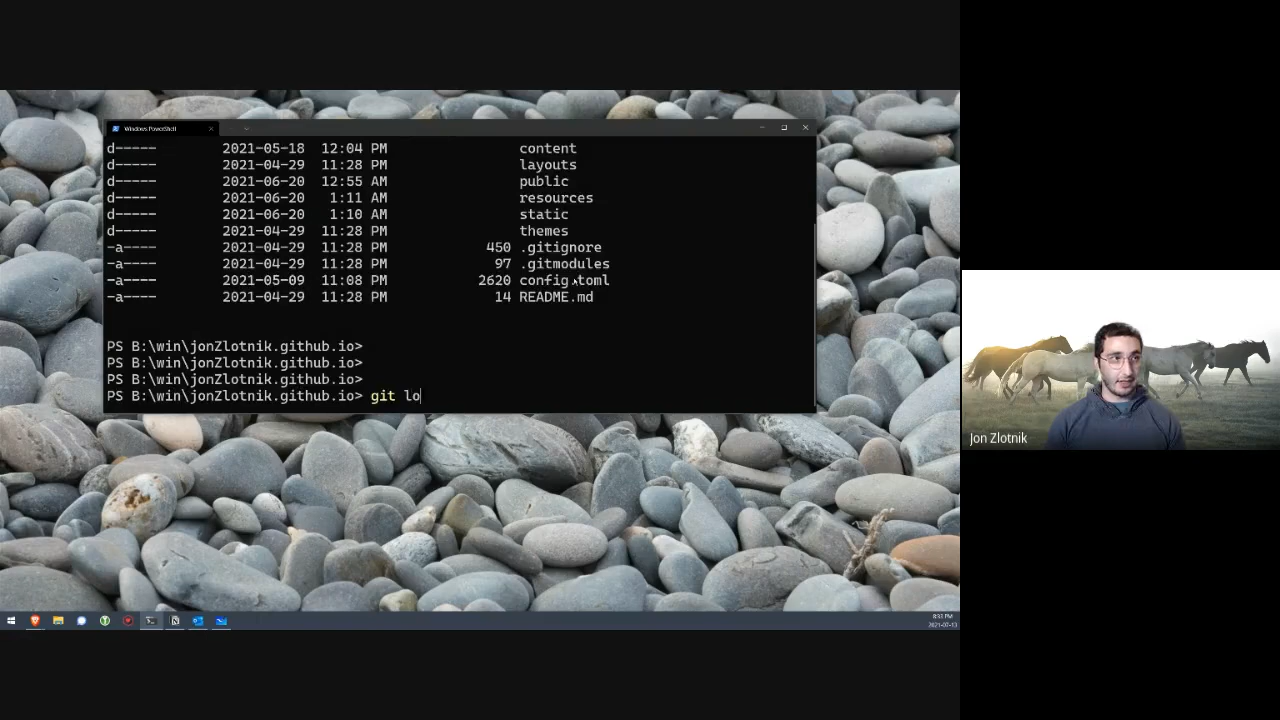 Windows PowerShell
d----- 2021-05-18 12:04 PM content
d----- 2021-04-29 11:28 PM layouts
d----- 2021-06-20 12:55 AM public
d----- 2021-06-20 1:11 AM resources
d----- 2021-06-20 1:10 AM static
d----- 2021-04-29 11:28 PM themes
-a---- 2021-04-29 11:28 PM 450 .gitignore
-a---- 2021-04-29 11:28 PM 97 .gitmodules
-a---- 2021-05-09 11:08 PM 2620 config.toml
-a---- 2021-04-29 11:28 PM 14 README.md
PS B:\win\jonZlotnik.github.io>
PS B:\win\jonZlotnik.github.io>
PS B:\win\jonZlotnik.github.io>
PS B:\win\jonZlotnik.github.io> git lo
Jon Zlotnik
2021-07-13